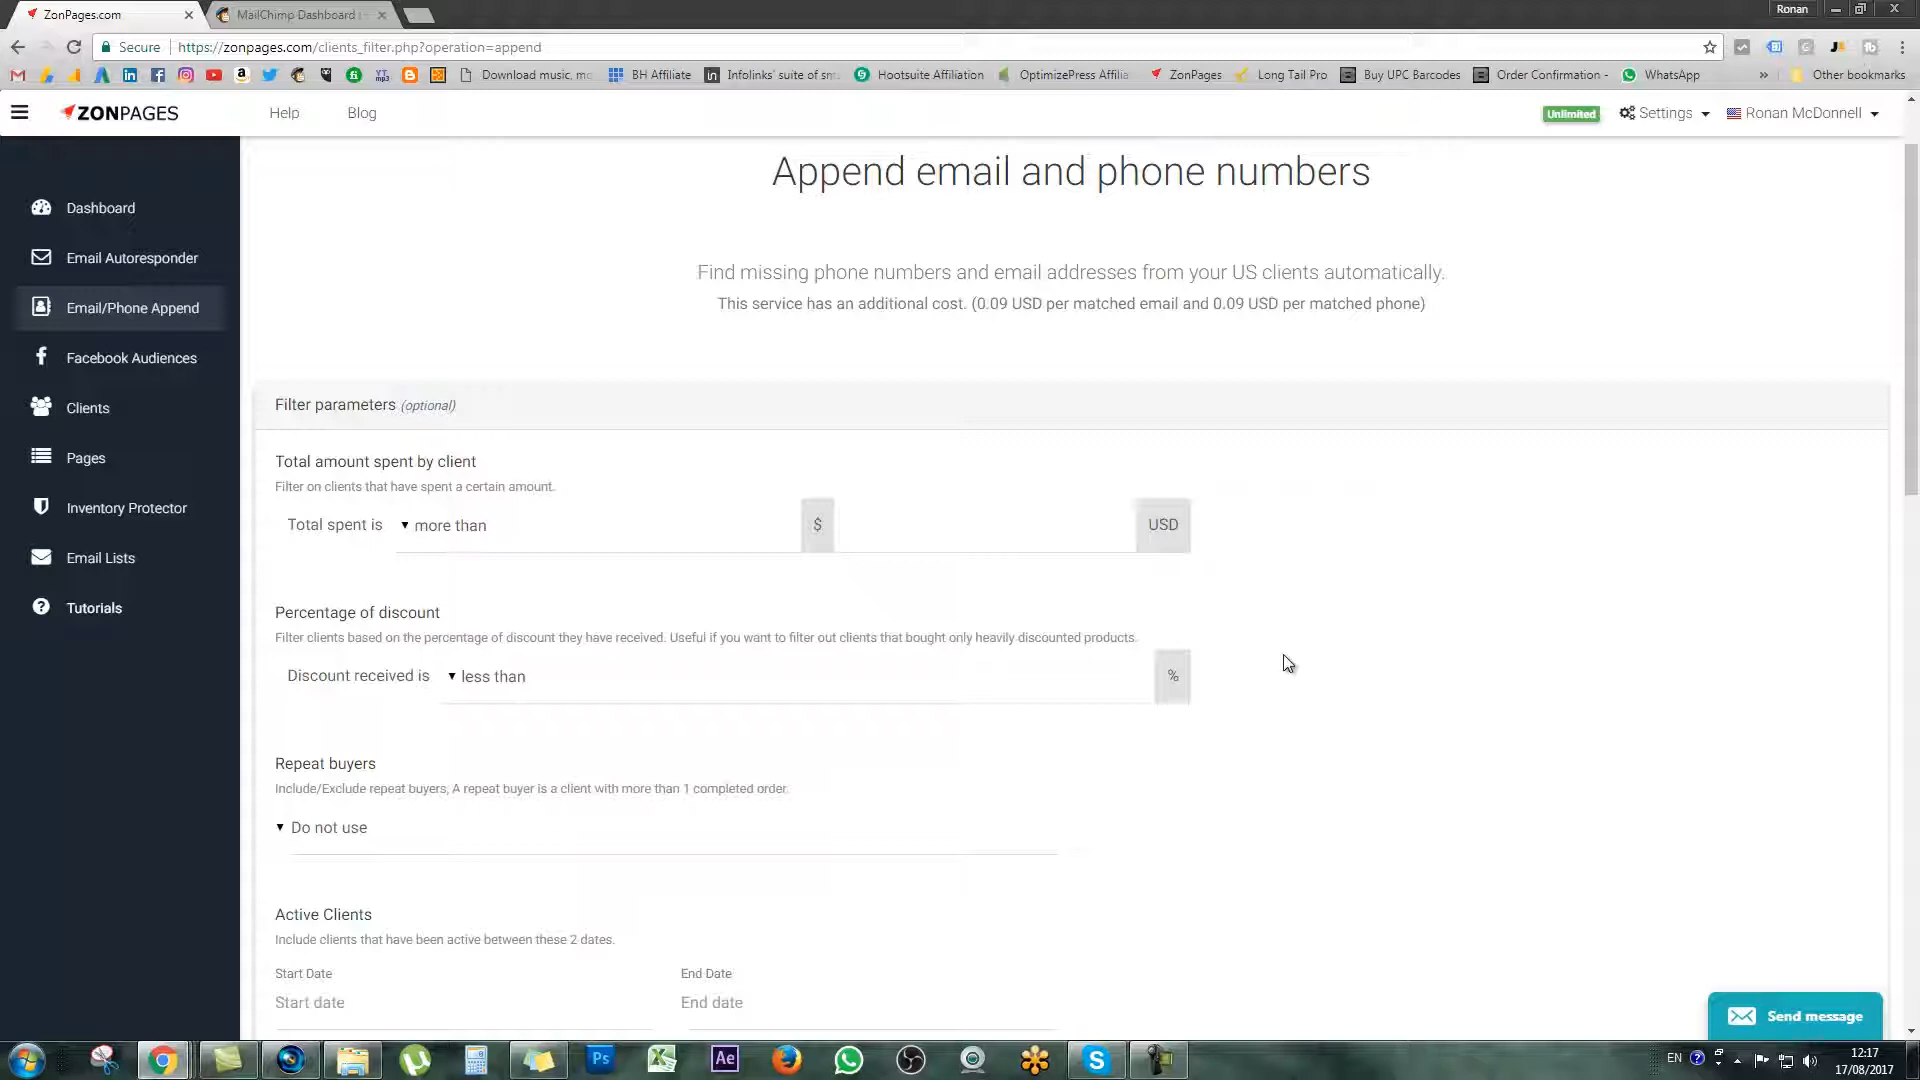 ZonPages.com
MailChimp Dashboard
Ronan
Secure
https://zonpages.com/clients_filter.php?operation=append
Download music, mo
BH Affiliate
Infolinks' suite of sm
Hootsuite Affiliation
OptimizePress Affilia
ZonPages
Long Tail Pro
Buy UPC Barcodes
Order Confirmation -
WhatsApp
»
Other bookmarks
ZONPAGES
Help
Blog
Unlimited
Settings
Ronan McDonnell
Dashboard
Email Autoresponder
Email/Phone Append
Facebook Audiences
Clients
Pages
Inventory Protector
Email Lists
Tutorials
Append email and phone numbers
Find missing phone numbers and email addresses from your US clients automatically.
This service has an additional cost. (0.09 USD per matched email and 0.09 USD per matched phone)
Filter parameters (optional)
Total amount spent by client
Filter on clients that have spent a certain amount.
Total spent is more than $ USD
Percentage of discount
Filter clients based on the percentage of discount they have received. Useful if you want to filter out clients that bought only heavily discounted products.
Discount received is less than %
Repeat buyers
Include/Exclude repeat buyers, A repeat buyer is a client with more than 1 completed order.
Do not use
Active Clients
Include clients that have been active between these 2 dates.
Start Date End Date
Start date End date
Send message
Ps
Ae
EN
12:17
17/08/2017